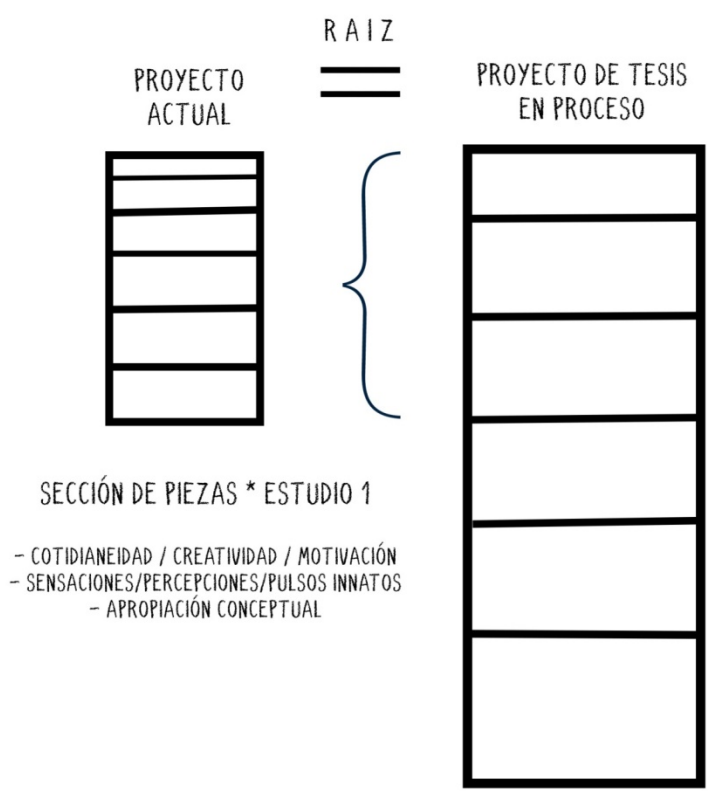 RAIZ
PROYECTO
ACTUAL
PROYECTO DE TESIS
EN PROCESO
SECCIÓN DE PIEZAS * ESTUDIO 1
- COTIDIANEIDAD / CREATIVIDAD / MOTIVACIÓN
- SENSACIONES/PERCEPCIONES/PULSOS INNATOS
- APROPIACIÓN CONCEPTUAL